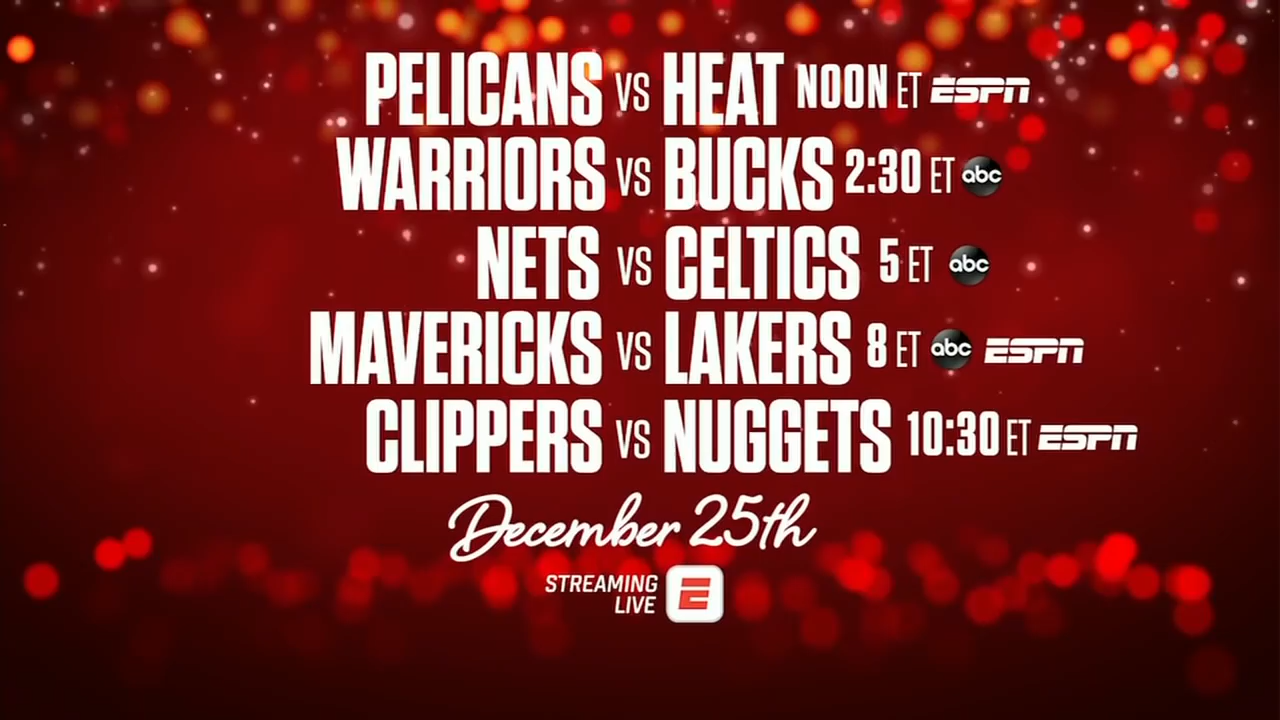 PELICANS VS HEAT NOON ET ESPN
WARRIORS VS BUCKS 2:30 ET abc
NETS VS CELTICS 5 ET abc
MAVERICKS VS LAKERS 8 ET abc ESPN
CLIPPERS VS NUGGETS 10:30 ET ESPN
December 25th
STREAMING
LIVE E